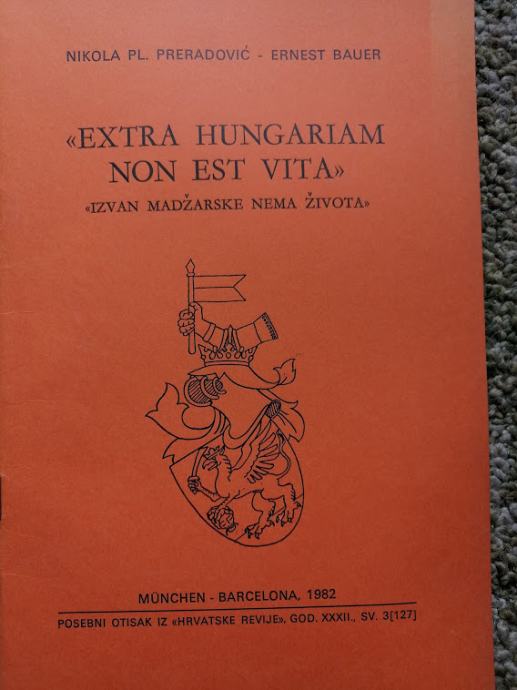 NIKOLA PL. PRERADOVIĆ - ERNEST BAUER
«EXTRA HUNGARIAM
NON EST VITA»
«IZVAN MADŽARSKE NEMA ŽIVOTA»
MÜNCHEN - BARCELONA, 1982
POSEBNI OTISAK IZ «HRVATSKE REVIJE», GOD. XXXII., SV. 3[127]